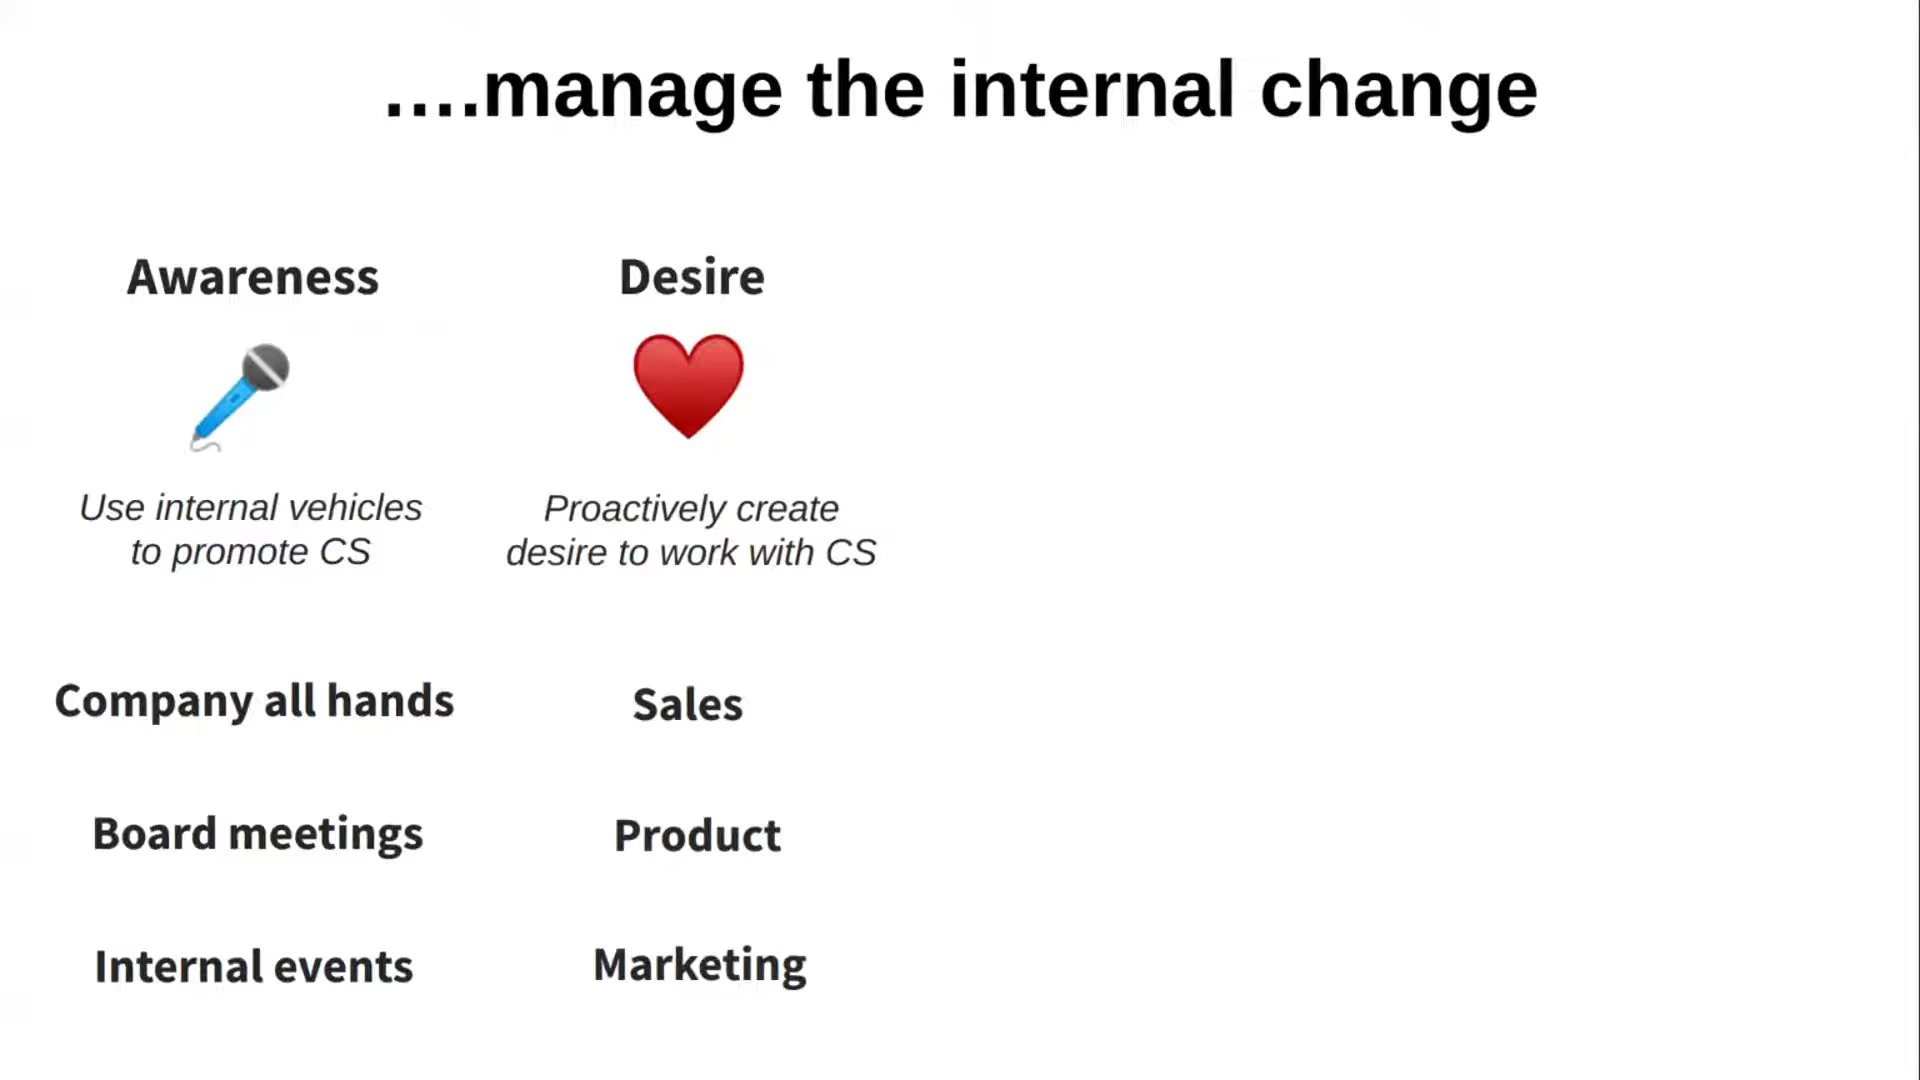 ....manage the internal change
Awareness
Use internal vehicles
to promote CS
Company all hands
Board meetings
Internal events
Desire
Proactively create
desire to work with CS
Sales
Product
Marketing